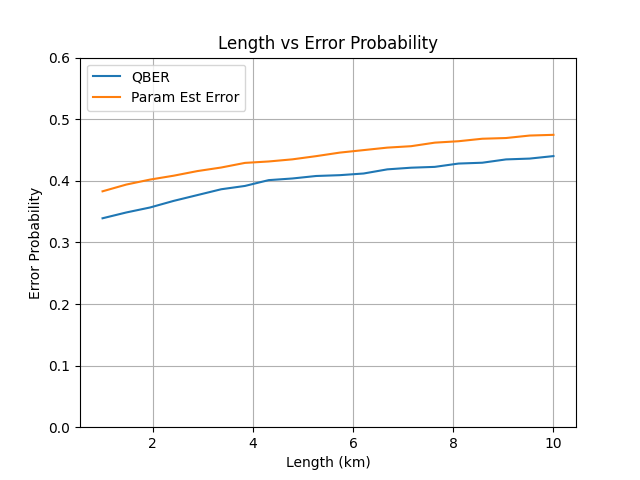 Length vs Error Probability
QBER
Param Est Error
Error Probability
0.6
0.5
0.4
0.3
0.2
0.1
0.0
2 4 6 8 10
Length (km)